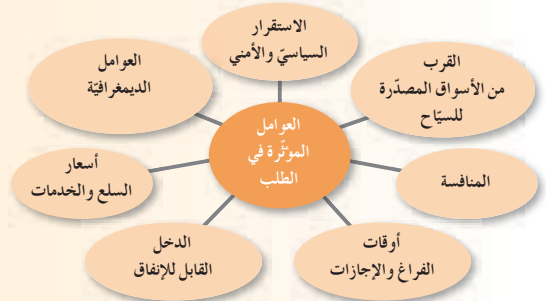 العوامل
المؤثّرة في
الطلب
الاستقرار
السياسيّ والأمني
القرب
من الأسواق المصدّرة
للسيّاح
المنافسة
أوقات
الفراغ والإجازات
الدخل
القابل للإنفاق
أسعار
السلع والخدمات
العوامل
الديمغرافيّة